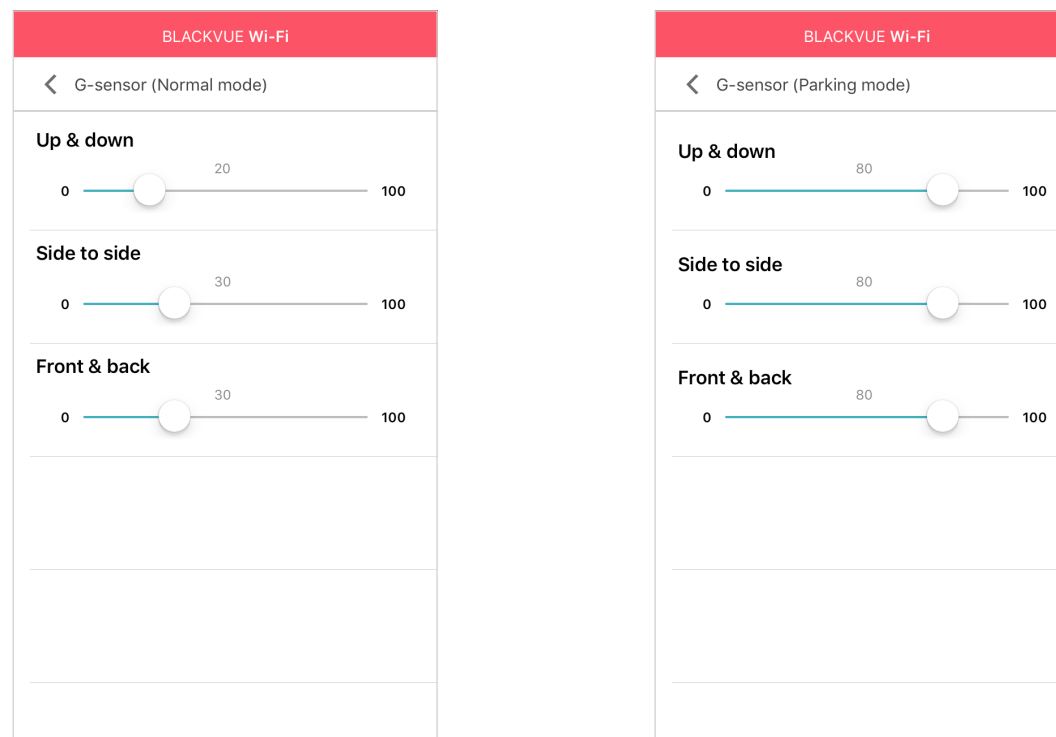 BLACKVUE Wi-Fi
G-sensor (Normal mode)
Up & down
20
0 100
Side to side
30
0 100
Front & back
30
0 100
BLACKVUE Wi-Fi
G-sensor (Parking mode)
Up & down
80
0 100
Side to side
80
0 100
Front & back
80
0 100